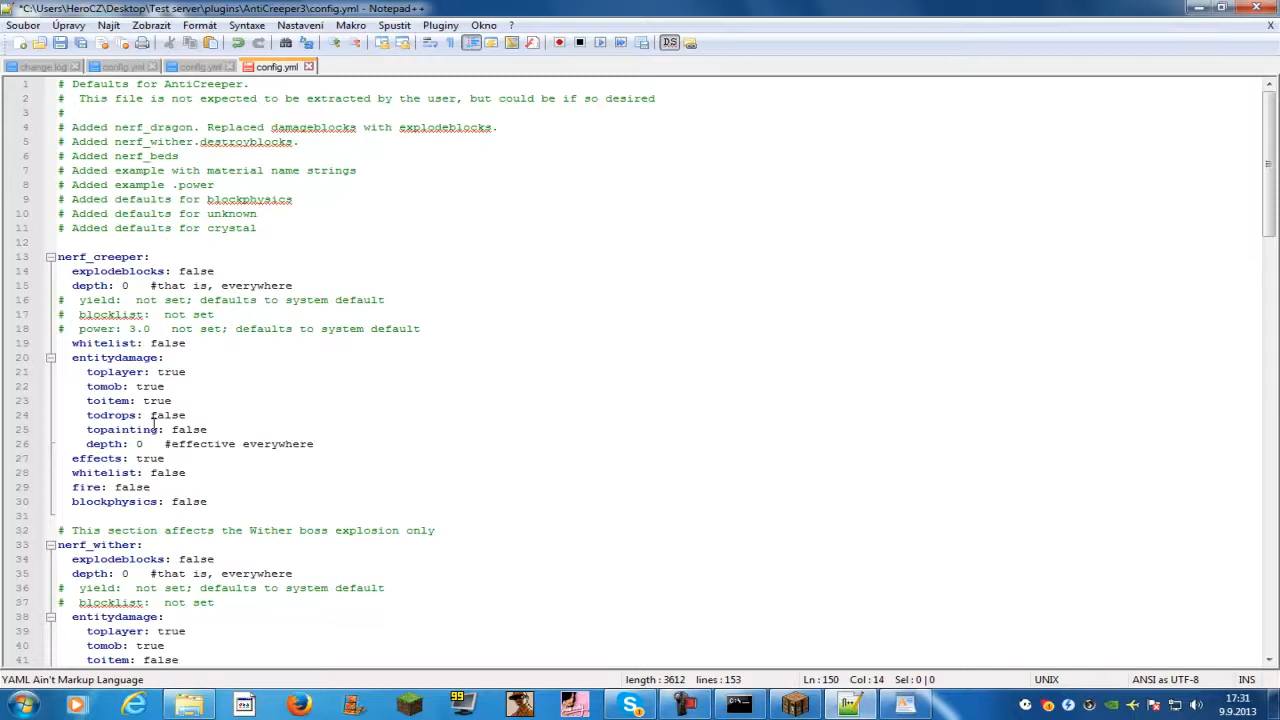 *C:\Users\HeroCZ\Desktop\Test server\plugins\AntiCreeper3\config.yml - Notepad++
Soubor Úpravy Najít Zobrazit Formát Syntaxe Nastavení Makro Spustit Pluginy Okno ? X
change.log config.yml config.yml config.yml
1 # Defaults for AntiCreeper.
2 # This file is not expected to be extracted by the user, but could be if so desired
3 #
4 # Added nerf_dragon. Replaced damageblocks with explodeblocks.
5 # Added nerf_wither.destroyblocks.
6 # Added nerf_beds
7 # Added example with material name strings
8 # Added example .power
9 # Added defaults for blockphysics
10 # Added defaults for unknown
11 # Added defaults for crystal
12
13 nerf_creeper:
14 explodeblocks: false
15 depth: 0 #that is, everywhere
16 # yield: not set; defaults to system default
17 # blocklist: not set
18 # power: 3.0 not set; defaults to system default
19 whitelist: false
20 entitydamage:
21 toplayer: true
22 tomob: true
23 toitem: true
24 todrops: false
25 topainting: false
26 depth: 0 #effective everywhere
27 effects: true
28 whitelist: false
29 fire: false
30 blockphysics: false
31
32 # This section affects the Wither boss explosion only
33 nerf_wither:
34 explodeblocks: false
35 depth: 0 #that is, everywhere
36 # yield: not set; defaults to system default
37 # blocklist: not set
38 entitydamage:
39 toplayer: true
40 tomob: true
41 toitem: false
YAML Ain't Markup Language length : 3612 lines : 153 Ln : 150 Col : 14 Sel : 0 | 0 UNIX ANSI as UTF-8 INS
99
17:31
9.9.2013